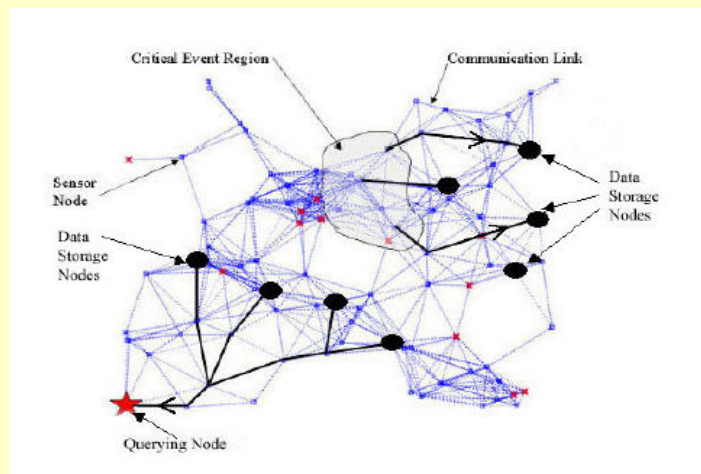 Critical Event Region
Communication Link
Sensor
Node
Data
Storage
Nodes
Data
Storage
Nodes
Querying Node